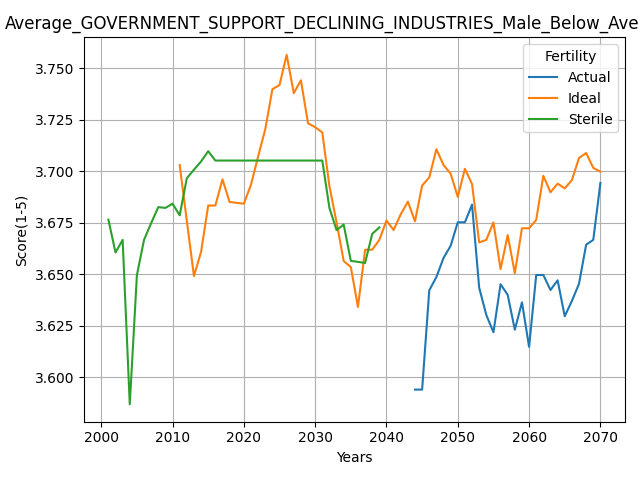 Average_GOVERNMENT_SUPPORT_DECLINING_INDUSTRIES_Male_Below_Ave
Fertility
Actual
Ideal
Sterile
Score(1-5)
3.750
3.725
3.700
3.675
3.650
3.625
3.600
2000 2010 2020 2030 2040 2050 2060 2070
Years